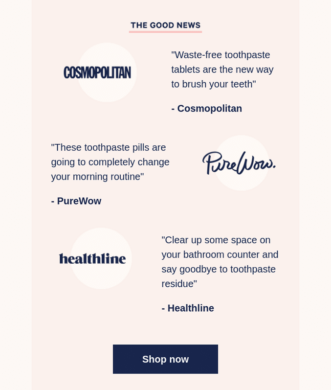 THE GOOD NEWS
COSMOPOLITAN
"Waste-free toothpaste
tablets are the new way
to brush your teeth"
- Cosmopolitan
"These toothpaste pills are
going to completely change
your morning routine"
- PureWow
PureWow.
healthline
"Clear up some space on
your bathroom counter and
say goodbye to toothpaste
residue"
- Healthline
Shop now